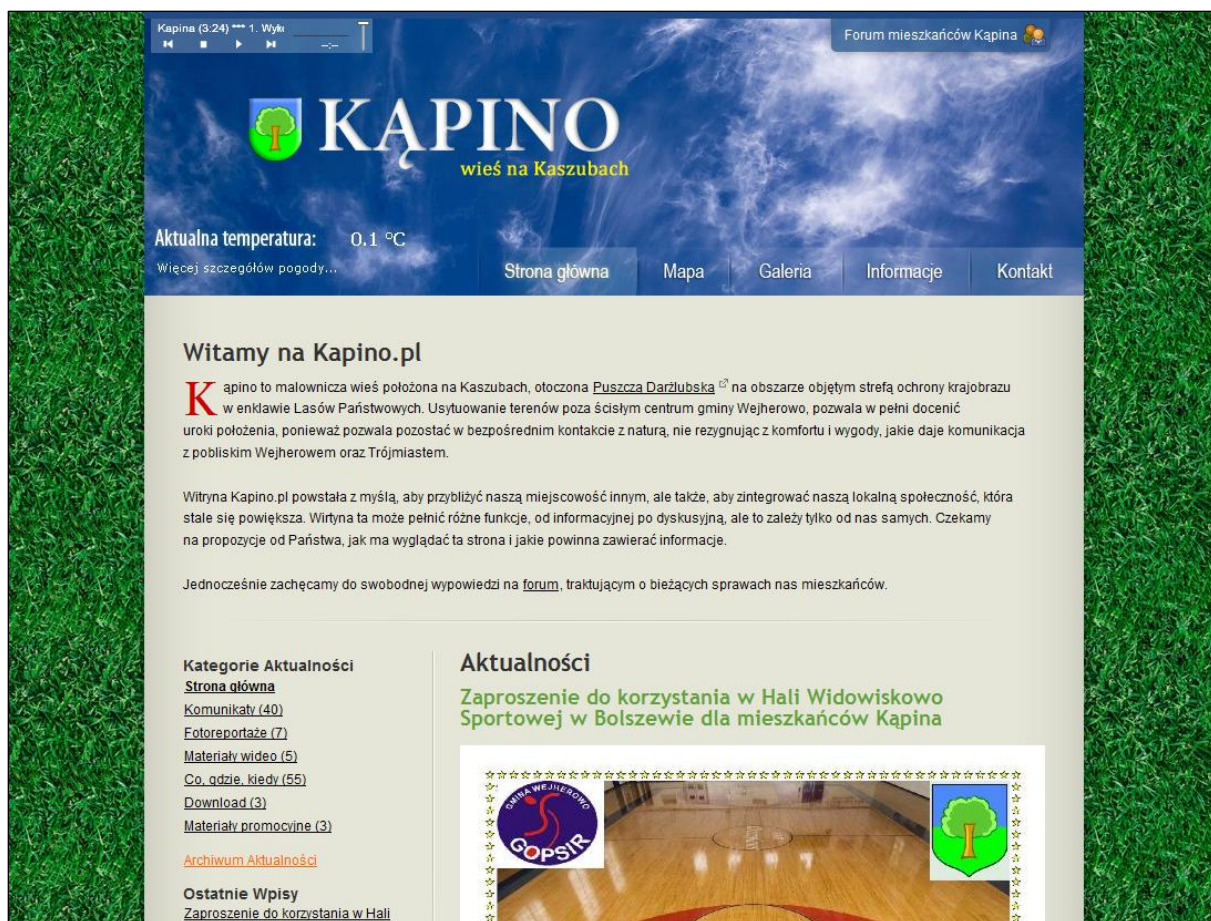 Kapina (3:24) *** 1. Wyk
--:--
Forum mieszkańców Kąpina
KĄPINO
wieś na Kaszubach
Aktualna temperatura: 0.1 °C
Więcej szczegółów pogody...
Strona główna Mapa Galeria Informacje Kontakt
Witamy na Kapino.pl
Kąpino to malownicza wieś położona na Kaszubach, otoczona Puszczą Darżlubską na obszarze objętym strefą ochrony krajobrazu
w enklawie Lasów Państwowych. Usytuowanie terenów poza ścisłym centrum gminy Wejherowo, pozwala w pełni docenić
uroki położenia, ponieważ pozwala pozostać w bezpośrednim kontakcie z naturą, nie rezygnując z komfortu i wygody, jakie daje komunikacja
z pobliskim Wejherowem oraz Trójmiastem.
Witryna Kapino.pl powstała z myślą, aby przybliżyć naszą miejscowość innym, ale także, aby zintegrować naszą lokalną społeczność, która
stale się powiększa. Wirtyna ta może pełnić różne funkcje, od informacyjnej po dyskusyjną, ale to zależy tylko od nas samych. Czekamy
na propozycje od Państwa, jak ma wyglądać ta strona i jakie powinna zawierać informacje.
Jednocześnie zachęcamy do swobodnej wypowiedzi na forum, traktującym o bieżących sprawach nas mieszkańców.
Kategorie Aktualności
Strona główna
Komunikaty (40)
Fotoreportaże (7)
Materiały wideo (5)
Co, gdzie, kiedy (55)
Download (3)
Materiały promocyjne (3)
Archiwum Aktualności
Ostatnie Wpisy
Zaproszenie do korzystania w Hali
Aktualności
Zaproszenie do korzystania w Hali Widowiskowo
Sportowej w Bolszewie dla mieszkańców Kąpina
GMINA WEJHEROWO
GOPSIR